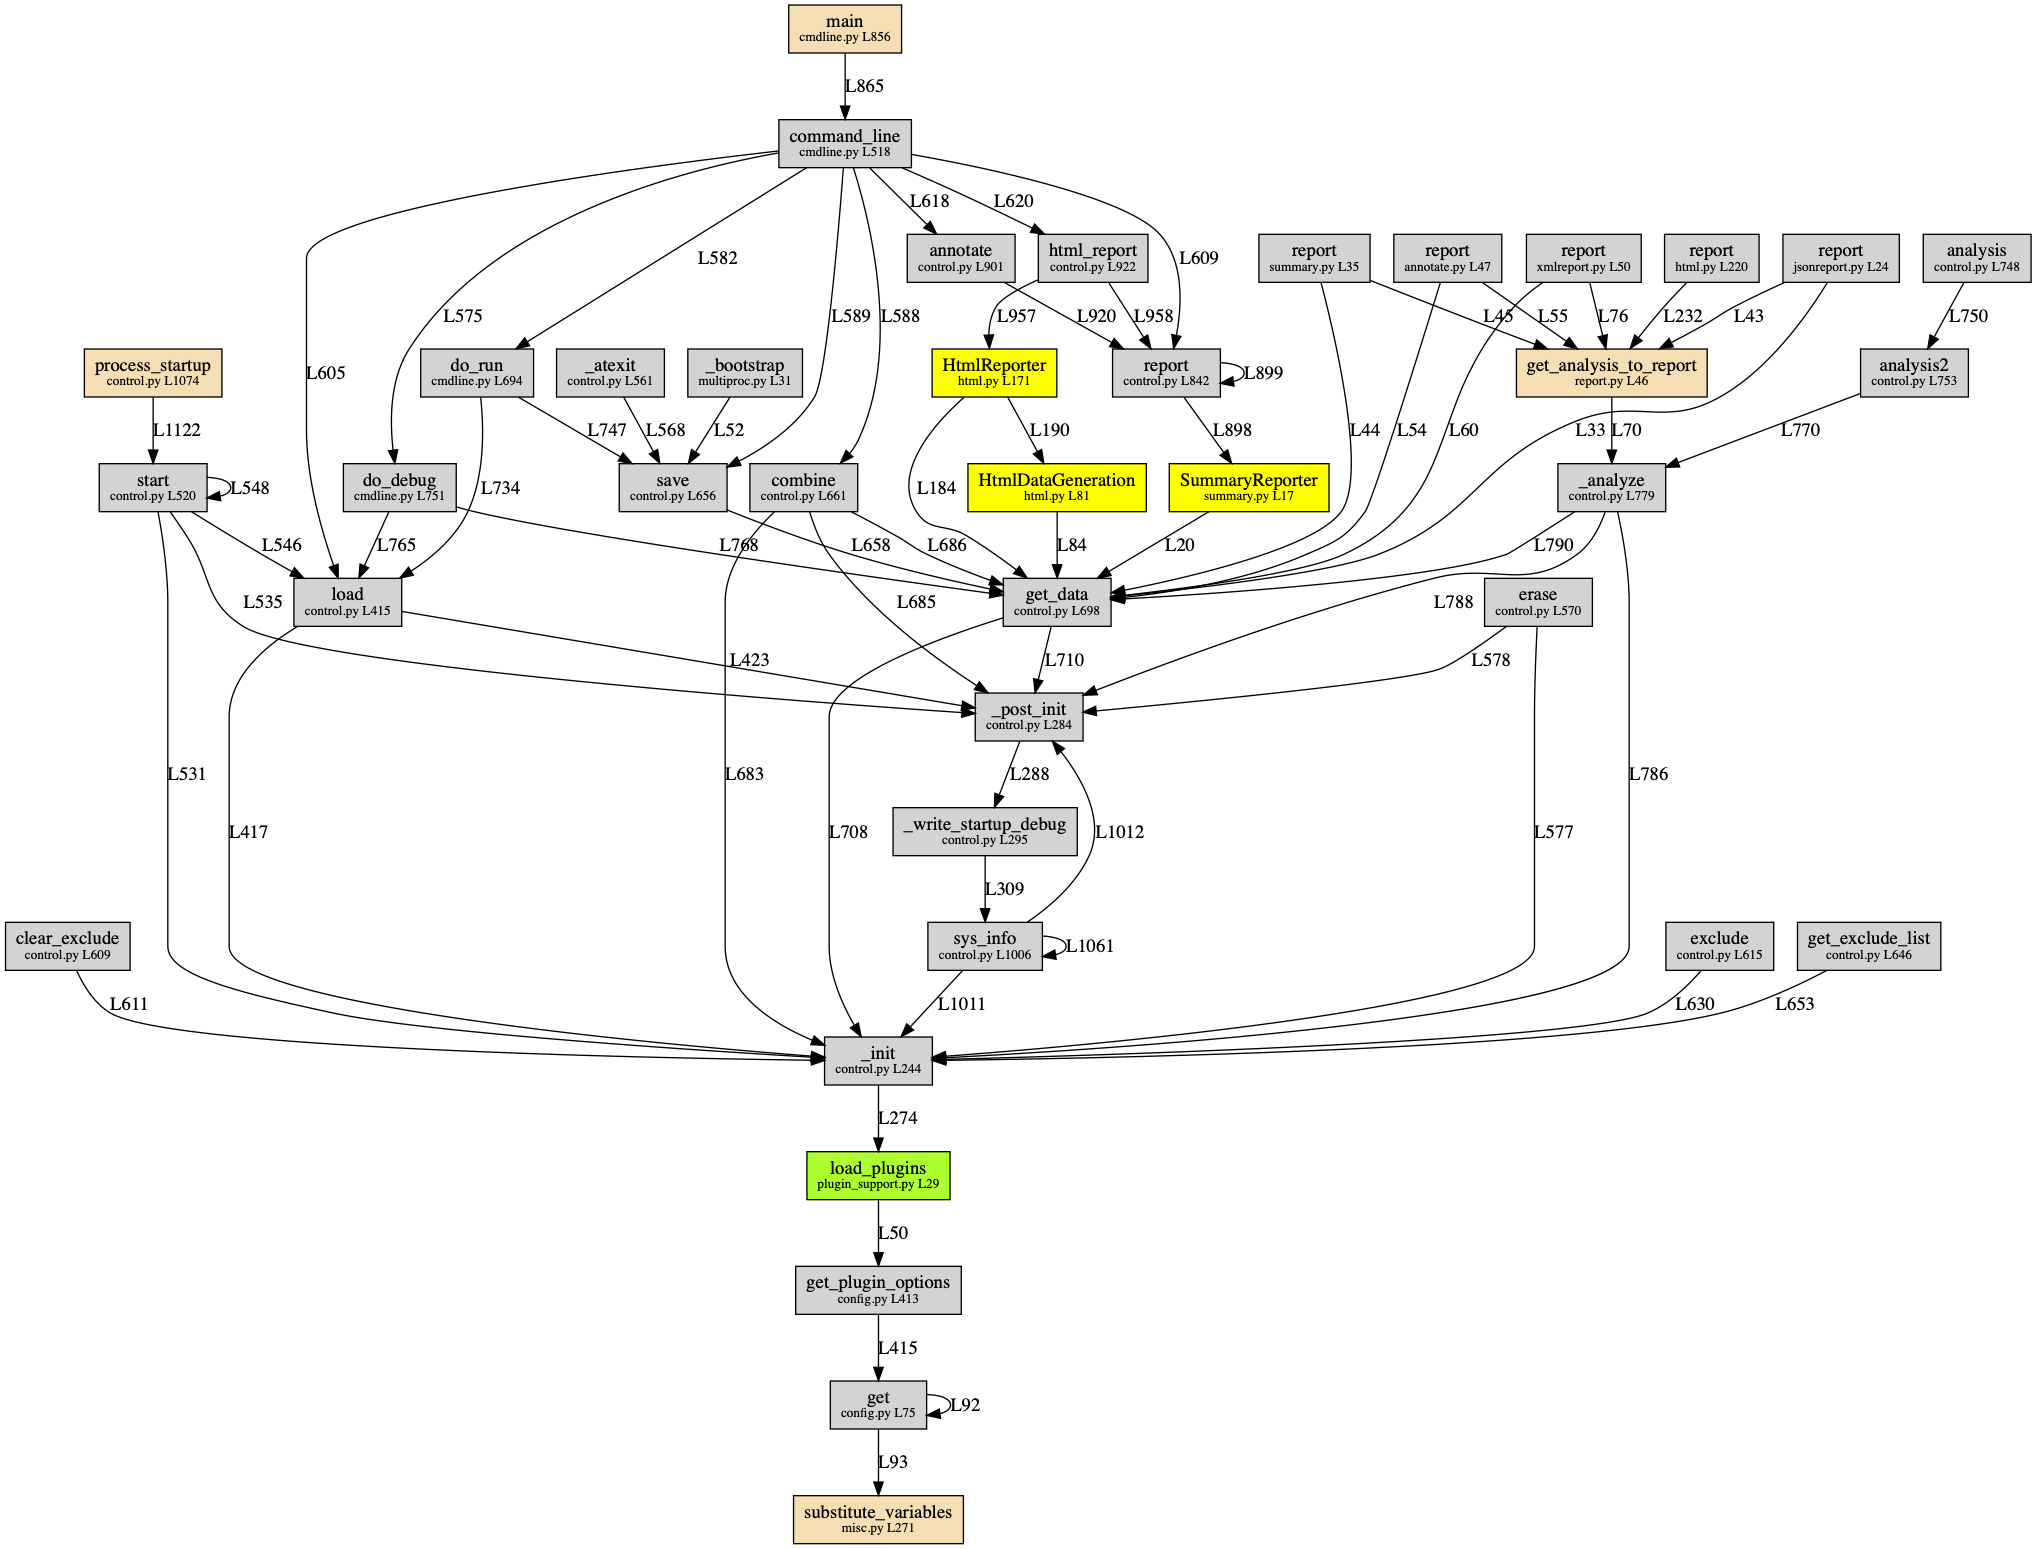 main
cmdline.py L856
L865
command_line
cmdline.py L518
L618
L620
annotate
control.py L901
html_report
control.py L922
report
summary.py L35
report
annotate.py L47
report
xmlreport.py L50
report
html.py L220
report
jsonreport.py L24
analysis
control.py L748
L582
L609
L575
L589
L588
L957
L920
L958
L45
L55
L76
L232
L43
L750
process_startup
control.py L1074
L605
do_run
cmdline.py L694
_atexit
control.py L561
_bootstrap
multiproc.py L31
HtmlReporter
html.py L171
report
control.py L842
L899
get_analysis_to_report
report.py L46
analysis2
control.py L753
L1122
L747
L568
L52
L190
L898
L44
L54
L60
L33
L70
L770
start
control.py L520
L548
do_debug
cmdline.py L751
L734
save
control.py L656
combine
control.py L661
L184
HtmlDataGeneration
html.py L81
SummaryReporter
summary.py L17
_analyze
control.py L779
L546
L765
L768
L658
L686
L84
L20
L790
L535
load
control.py L415
L685
get_data
control.py L698
L788
erase
control.py L570
L423
L710
L578
_post_init
control.py L284
L531
L683
L288
L786
L417
L708
_write_startup_debug
control.py L295
L1012
L577
L309
clear_exclude
control.py L609
sys_info
control.py L1006
L1061
exclude
control.py L615
get_exclude_list
control.py L646
L611
L1011
L630
L653
_init
control.py L244
L274
load_plugins
plugin_support.py L29
L50
get_plugin_options
config.py L413
L415
get
config.py L75
L92
L93
substitute_variables
misc.py L271